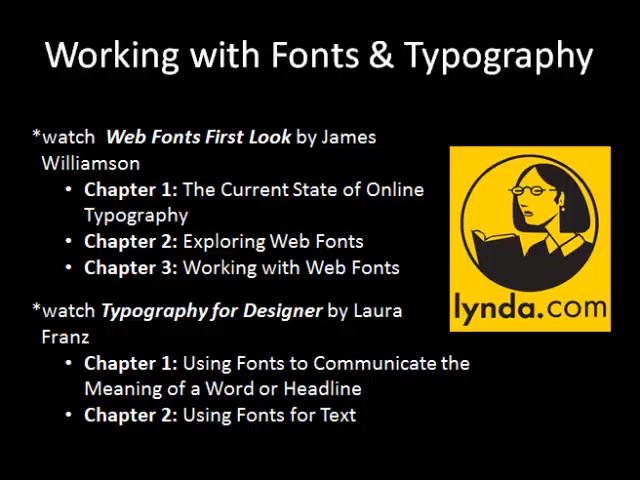 Working with Fonts & Typography
*watch  Web Fonts First Look by James
Williamson
• Chapter 1: The Current State of Online
Typography
• Chapter 2: Exploring Web Fonts
• Chapter 3: Working with Web Fonts
*watch Typography for Designer by Laura
Franz
• Chapter 1: Using Fonts to Communicate the
Meaning of a Word or Headline
• Chapter 2: Using Fonts for Text
lynda.com